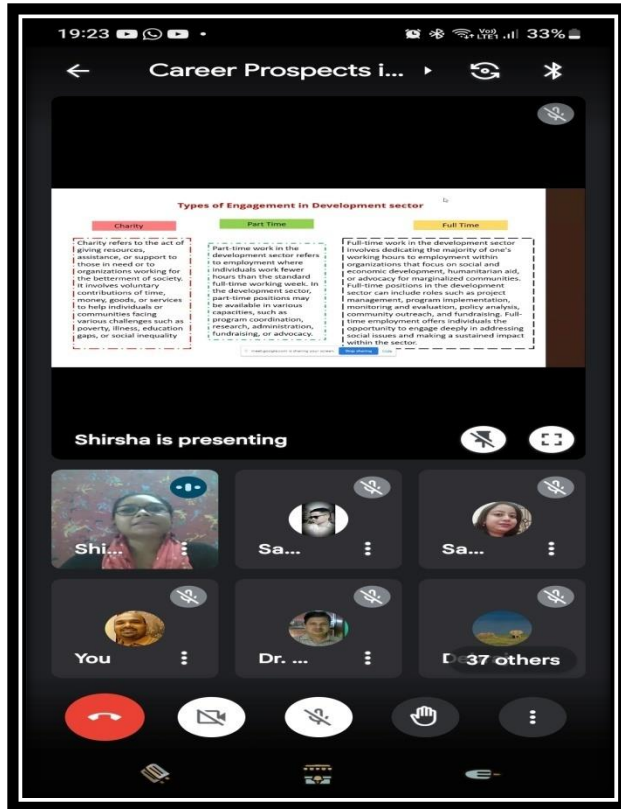 19:23
Voo) LTE1 33%
Career Prospects i...
Types of Engagement in Development sector
Charity
Charity refers to the act of
giving resources,
assistance, or support to
those in need or to
organizations working for
the betterment of society.
It involves voluntary
contributions of time,
money, goods, or services
to help individuals or
communities facing
various challenges such as
poverty, illness, education
gaps, or social inequality
Part Time
Part-time work in the
development sector refers
to employment where
individuals work fewer
hours than the standard
full-time working week. In
the development sector,
part-time positions may
be available in various
capacities, such as
program coordination,
research, administration,
fundraising, or advocacy.
Full Time
Full-time work in the development sector
involves dedicating the majority of one's
working hours to employment within
organizations that focus on social and
economic development, humanitarian aid,
or advocacy for marginalized communities.
Full-time positions in the development
sector can include roles such as project
management, program implementation,
monitoring and evaluation, policy analysis,
community outreach, and fundraising. Full-
time employment offers individuals the
opportunity to engage deeply in addressing
social issues and making a sustained impact
within the sector.
meet.google.com is sharing your screen. Stop sharing Hide
Shirsha is presenting
Shi...
Sa...
Sa...
You
Dr. ...
37 others